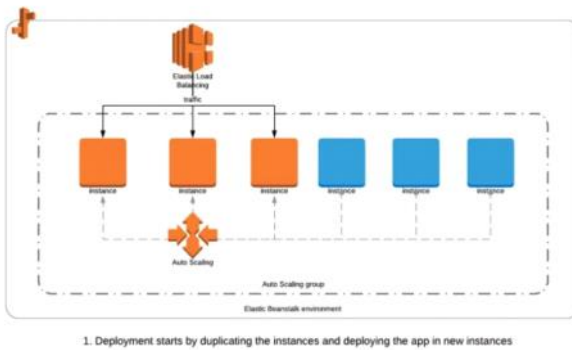 Elastic Load
Balancing
traffic
instance
instance
instance
instance
instance
instance
Auto Scaling
Auto Scaling group
Elastic Beanstalk environment
1. Deployment starts by duplicating the instances and deploying the app in new instances